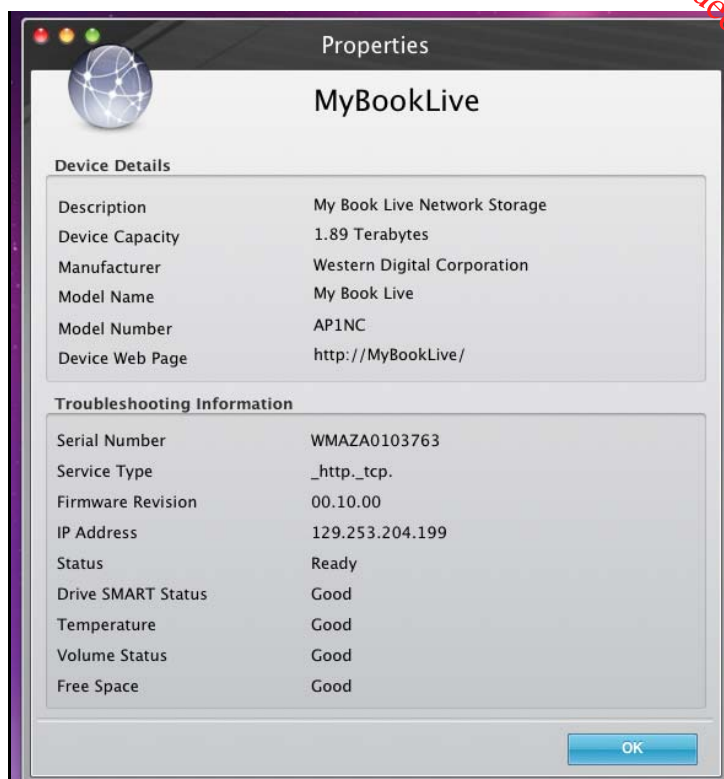 Properties
MyBookLive
Device Details
Description My Book Live Network Storage
Device Capacity 1.89 Terabytes
Manufacturer Western Digital Corporation
Model Name My Book Live
Model Number AP1NC
Device Web Page http://MyBookLive/
Troubleshooting Information
Serial Number WMAZA0103763
Service Type _http._tcp.
Firmware Revision 00.10.00
IP Address 129.253.204.199
Status Ready
Drive SMART Status Good
Temperature Good
Volume Status Good
Free Space Good
OK